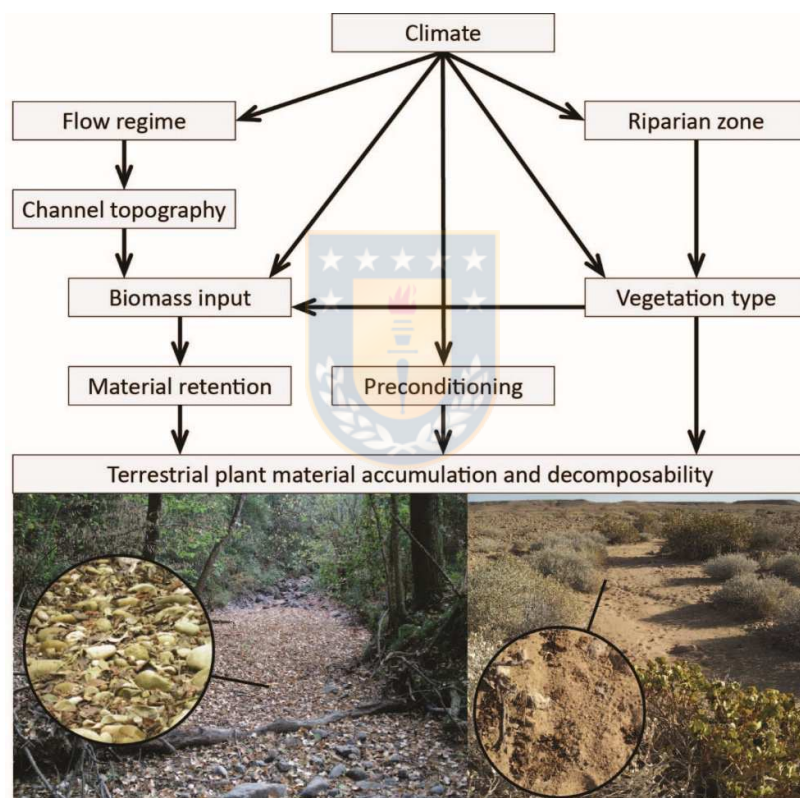 Climate
Flow regime
Riparian zone
Channel topography
Biomass input
Vegetation type
Material retention
Preconditioning
Terrestrial plant material accumulation and decomposability